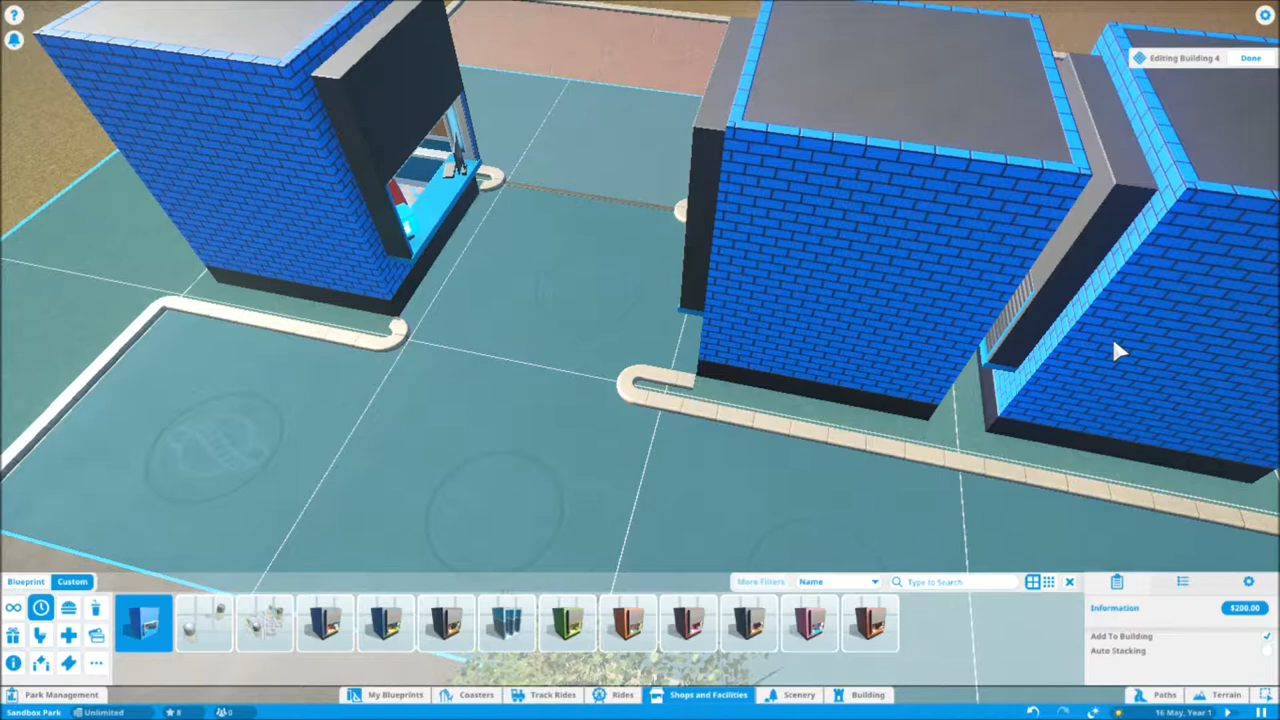 ?
Editing Building 4 Done
Blueprint Custom
More Filters Name Type to Search
Information $200.00
Add To Building
Auto Stacking
Park Management My Blueprints Coasters Track Rides Rides Shops and Facilities Scenery Building Paths Terrain
Sandbox Park Unlimited 8 0 16 May, Year 1